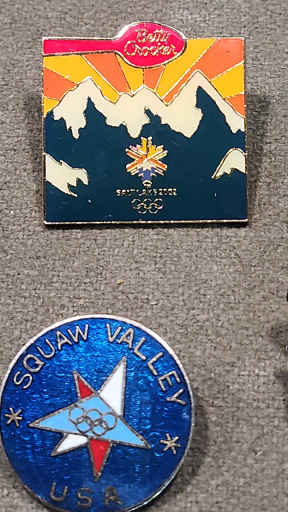 Betty
Crocker
SALT LAKE 2002
SQUAW VALLEY
USA